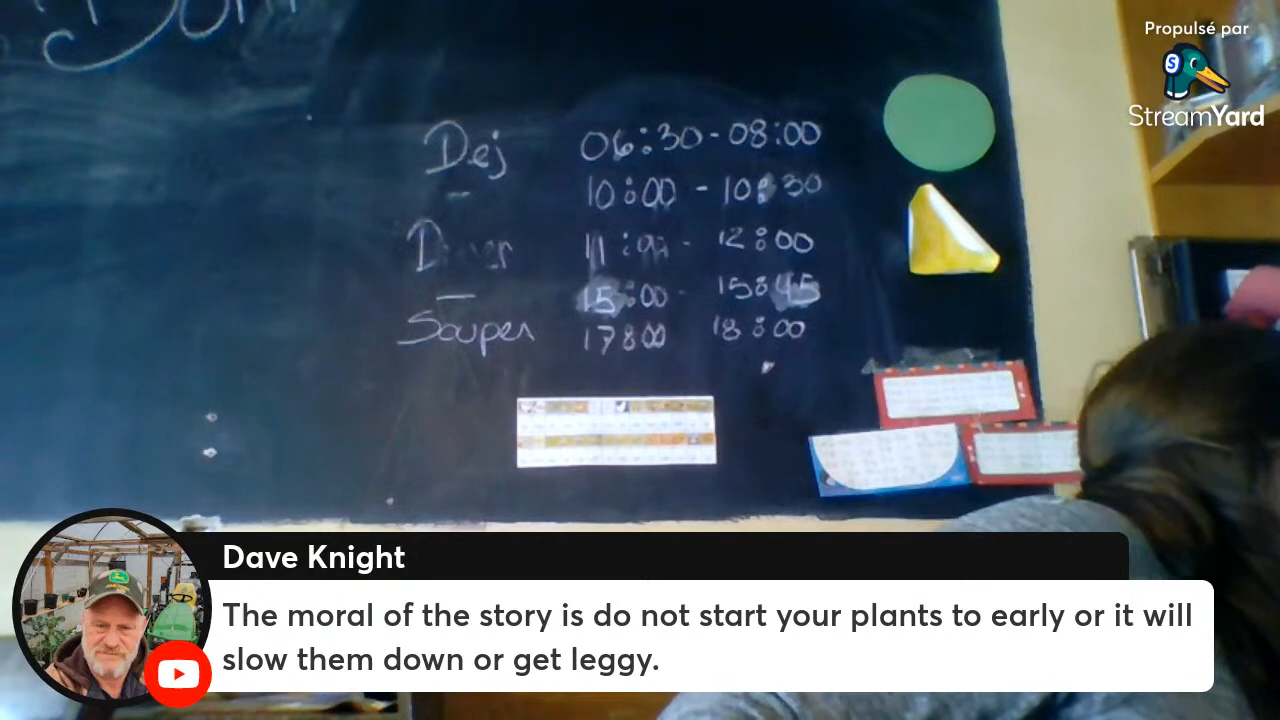 Propulsé par
StreamYard
Dej 06:30-08:00
- 10:00 - 10:30
Diner 11:00 - 12:00
- 15:00 - 15:45
Souper 17:00 18:00
Dave Knight
The moral of the story is do not start your plants to early or it will
slow them down or get leggy.